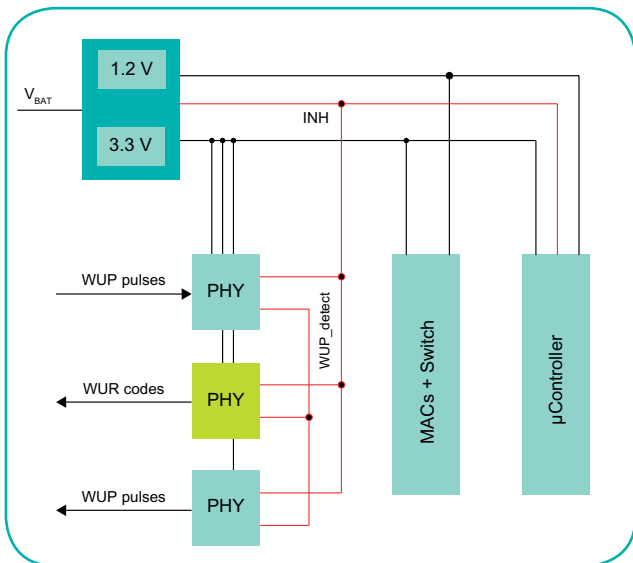 1.2 V
V_BAT
INH
3.3 V
WUP pulses
PHY
WUP_detect
MACs + Switch
µController
WUR codes
PHY
WUP pulses
PHY